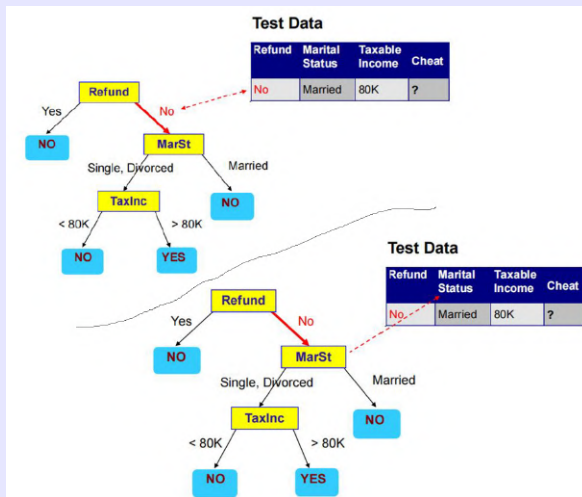 Test Data
Refund Marital Status Taxable Income Cheat
No Married 80K ?
Refund
Yes No
NO MarSt
Single, Divorced Married
TaxInc NO
< 80K > 80K
NO YES
Test Data
Refund Marital Status Taxable Income Cheat
No Married 80K ?
Refund
Yes No
NO MarSt
Single, Divorced Married
TaxInc NO
< 80K > 80K
NO YES